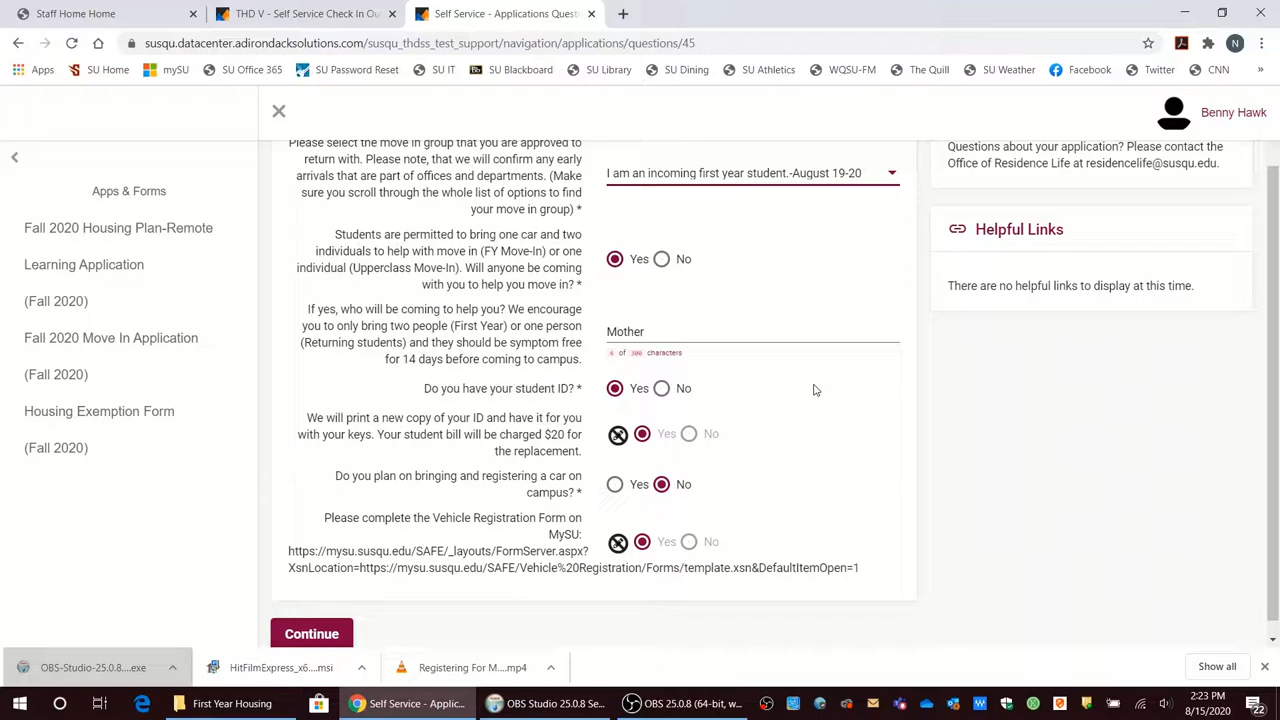 Staff Home Home
THD V - Self Service Check In Ou
Self Service - Applications Quest
susqu.datacenter.adirondacksolutions.com/susqu_thdss_test_support/navigation/applications/questions/45
N
Apps
SU Home
mySU
SU Office 365
SU Password Reset
SU IT
Bb
SU Blackboard
SU Library
SU Dining
SU Athletics
WQSU-FM
The Quill
SU Weather
Facebook
Twitter
CNN
»
Benny Hawk
Apps & Forms
Fall 2020 Housing Plan-Remote
Learning Application
(Fall 2020)
Fall 2020 Move In Application
(Fall 2020)
Housing Exemption Form
(Fall 2020)
Please select the move in group that you are approved to
return with. Please note, that we will confirm any early
arrivals that are part of offices and departments. (Make
sure you scroll through the whole list of options to find
your move in group) *
I am an incoming first year student.-August 19-20
Students are permitted to bring one car and two
individuals to help with move in (FY Move-In) or one
individual (Upperclass Move-In). Will anyone be coming
with you to help you move in? *
Yes
No
If yes, who will be coming to help you? We encourage
you to only bring two people (First Year) or one person
(Returning students) and they should be symptom free
for 14 days before coming to campus.
Mother
6 of 300 characters
Do you have your student ID? *
Yes
No
We will print a new copy of your ID and have it for you
with your keys. Your student bill will be charged $20 for
the replacement.
Yes
No
Do you plan on bringing and registering a car on
campus? *
Yes
No
Please complete the Vehicle Registration Form on
MySU:
https://mysu.susqu.edu/SAFE/_layouts/FormServer.aspx?
XsnLocation=https://mysu.susqu.edu/SAFE/Vehicle%20Registration/Forms/template.xsn&DefaultItemOpen=1
Yes
No
Continue
Questions about your application? Please contact the
Office of Residence Life at residencelife@susqu.edu.
Helpful Links
There are no helpful links to display at this time.
OBS-Studio-25.0.8....exe
HitFilmExpress_x6....msi
Registering For M....mp4
Show all
First Year Housing
Self Service - Applic...
OBS Studio 25.0.8 Se...
OBS 25.0.8 (64-bit, w...
2:23 PM
8/15/2020
22